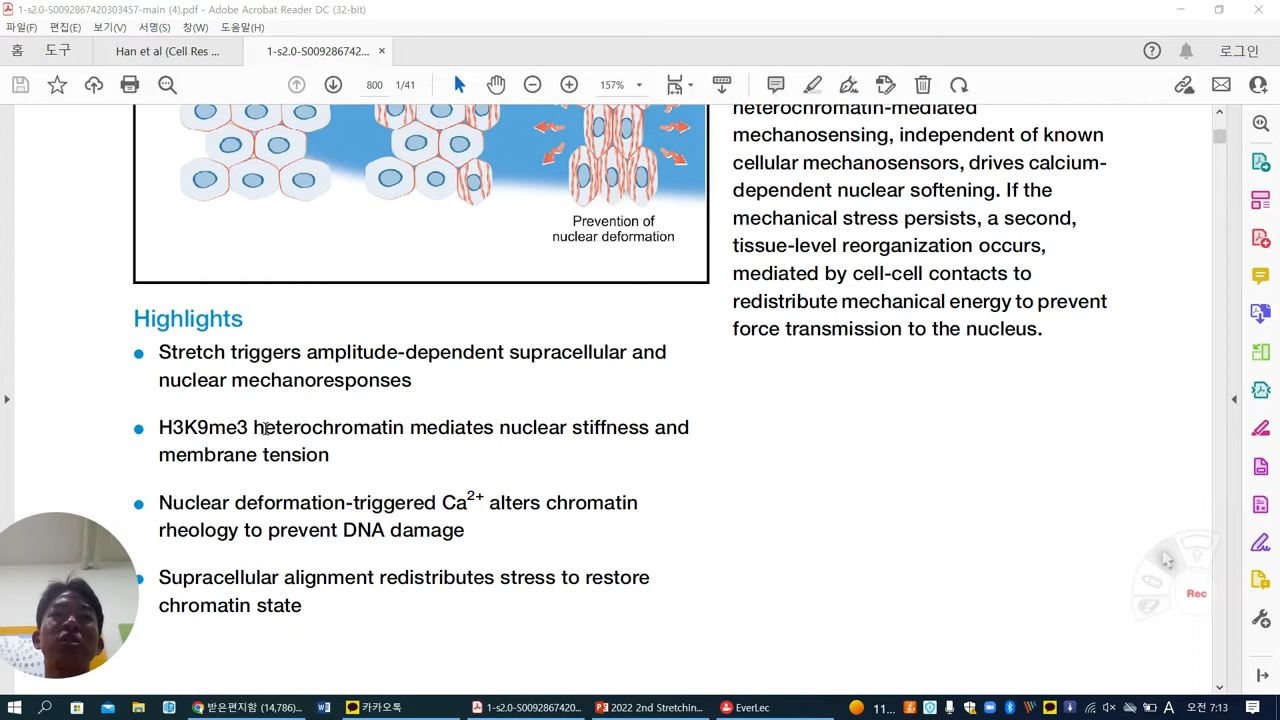 1-s2.0-S0092867420303457-main (4).pdf - Adobe Acrobat Reader DC (32-bit)
파일(F) 편집(E) 보기(V) 서명(S) 창(W) 도움말(H)
홈 도구 Han et al (Cell Res ... 1-s2.0-S009286742... × 로그인
800 1/41 157%
heterochromatin-mediated
mechanosensing, independent of known
cellular mechanosensors, drives calcium-
dependent nuclear softening. If the
mechanical stress persists, a second,
tissue-level reorganization occurs,
mediated by cell-cell contacts to
redistribute mechanical energy to prevent
force transmission to the nucleus.
Prevention of
nuclear deformation
Highlights
• Stretch triggers amplitude-dependent supracellular and
nuclear mechanoresponses
• H3K9me3 heterochromatin mediates nuclear stiffness and
membrane tension
• Nuclear deformation-triggered Ca2+ alters chromatin
rheology to prevent DNA damage
• Supracellular alignment redistributes stress to restore
chromatin state
Rec
받은편지함 (14,786)... 카카오톡 1-s2.0-S009286742... 2022 2nd Stretchin... EverLec 11... A 오전 7:13